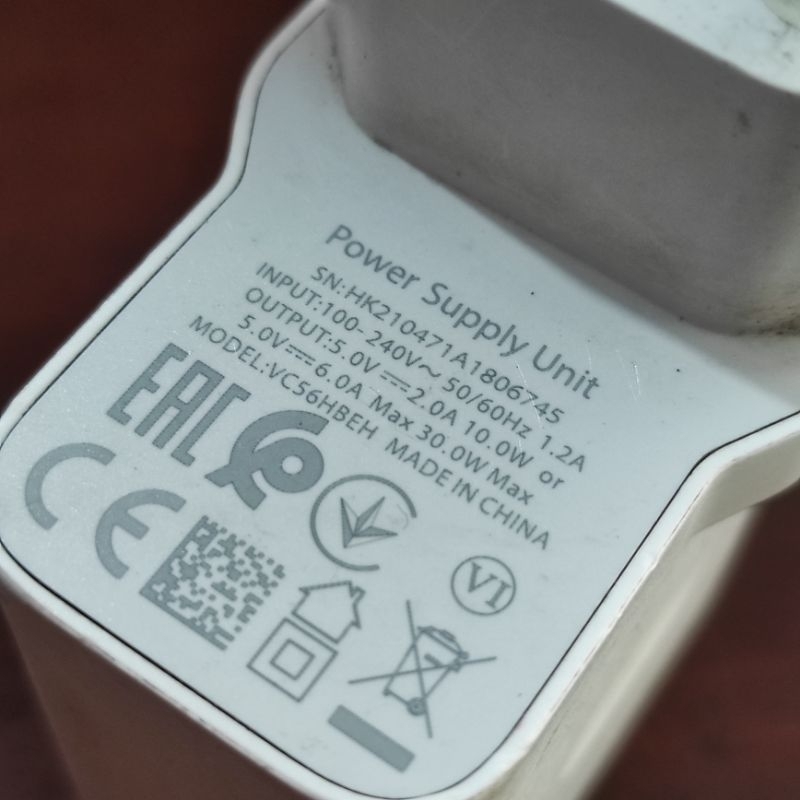 Power Supply Unit
SN:HK210471A1806745
INPUT:100-240V~ 50/60Hz 1.2A
OUTPUT:5.0V⎓2.0A 10.0W or
5.0V⎓6.0A Max 30.0W Max
MODEL:VC56HBEH MADE IN CHINA
EAC
CE
VI